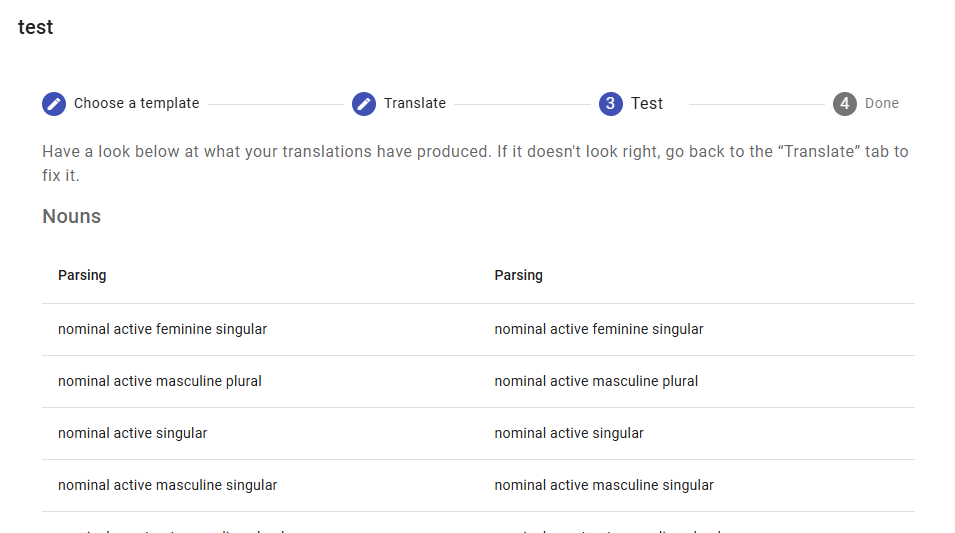 test
Choose a template
Translate
3 Test
4 Done
Have a look below at what your translations have produced. If it doesn't look right, go back to the “Translate” tab to
fix it.
Nouns
Parsing Parsing
nominal active feminine singular nominal active feminine singular
nominal active masculine plural nominal active masculine plural
nominal active singular nominal active singular
nominal active masculine singular nominal active masculine singular